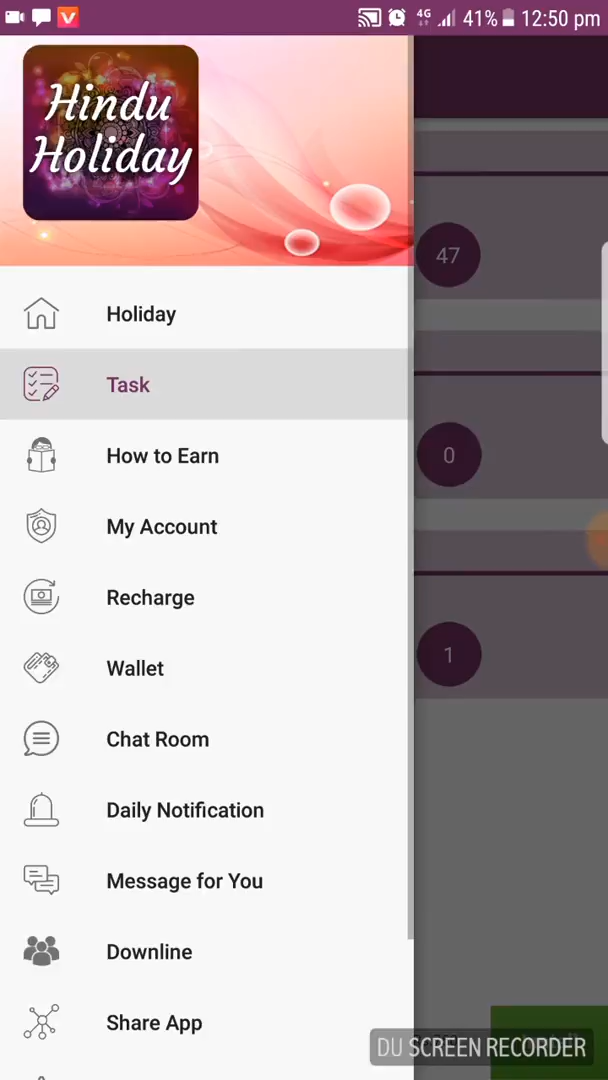 4G 41% 12:50 pm
Hindu
Holiday
47
Holiday
Task
How to Earn
0
My Account
Recharge
1
Wallet
Chat Room
Daily Notification
Message for You
Downline
Share App
DU SCREEN RECORDER